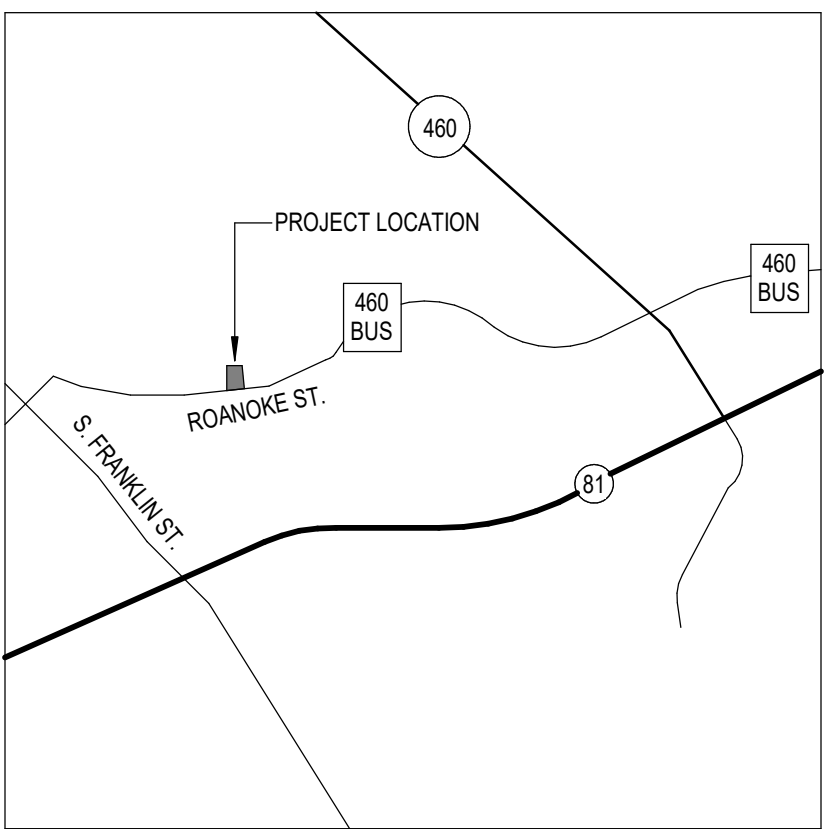 460
PROJECT LOCATION
460
BUS
460
BUS
ROANOKE ST.
S. FRANKLIN ST.
81